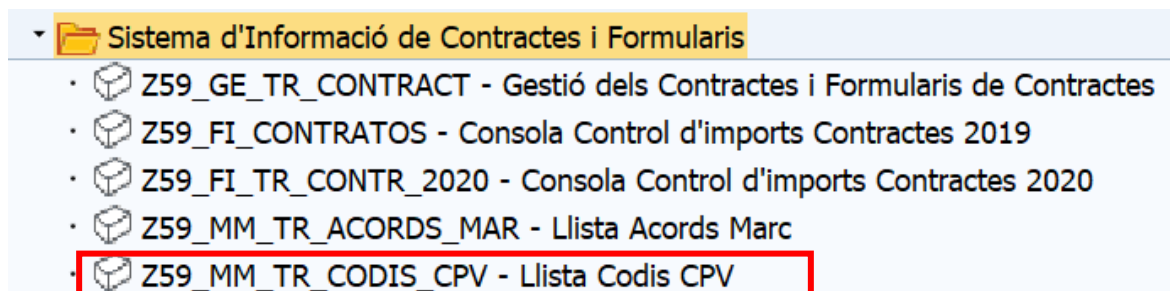 Sistema d'Informació de Contractes i Formularis
Z59_GE_TR_CONTRACT - Gestió dels Contractes i Formularis de Contractes
Z59_FI_CONTRATOS - Consola Control d'imports Contractes 2019
Z59_FI_TR_CONTR_2020 - Consola Control d'imports Contractes 2020
Z59_MM_TR_ACORDS_MAR - Llista Acords Marc
Z59_MM_TR_CODIS_CPV - Llista Codis CPV